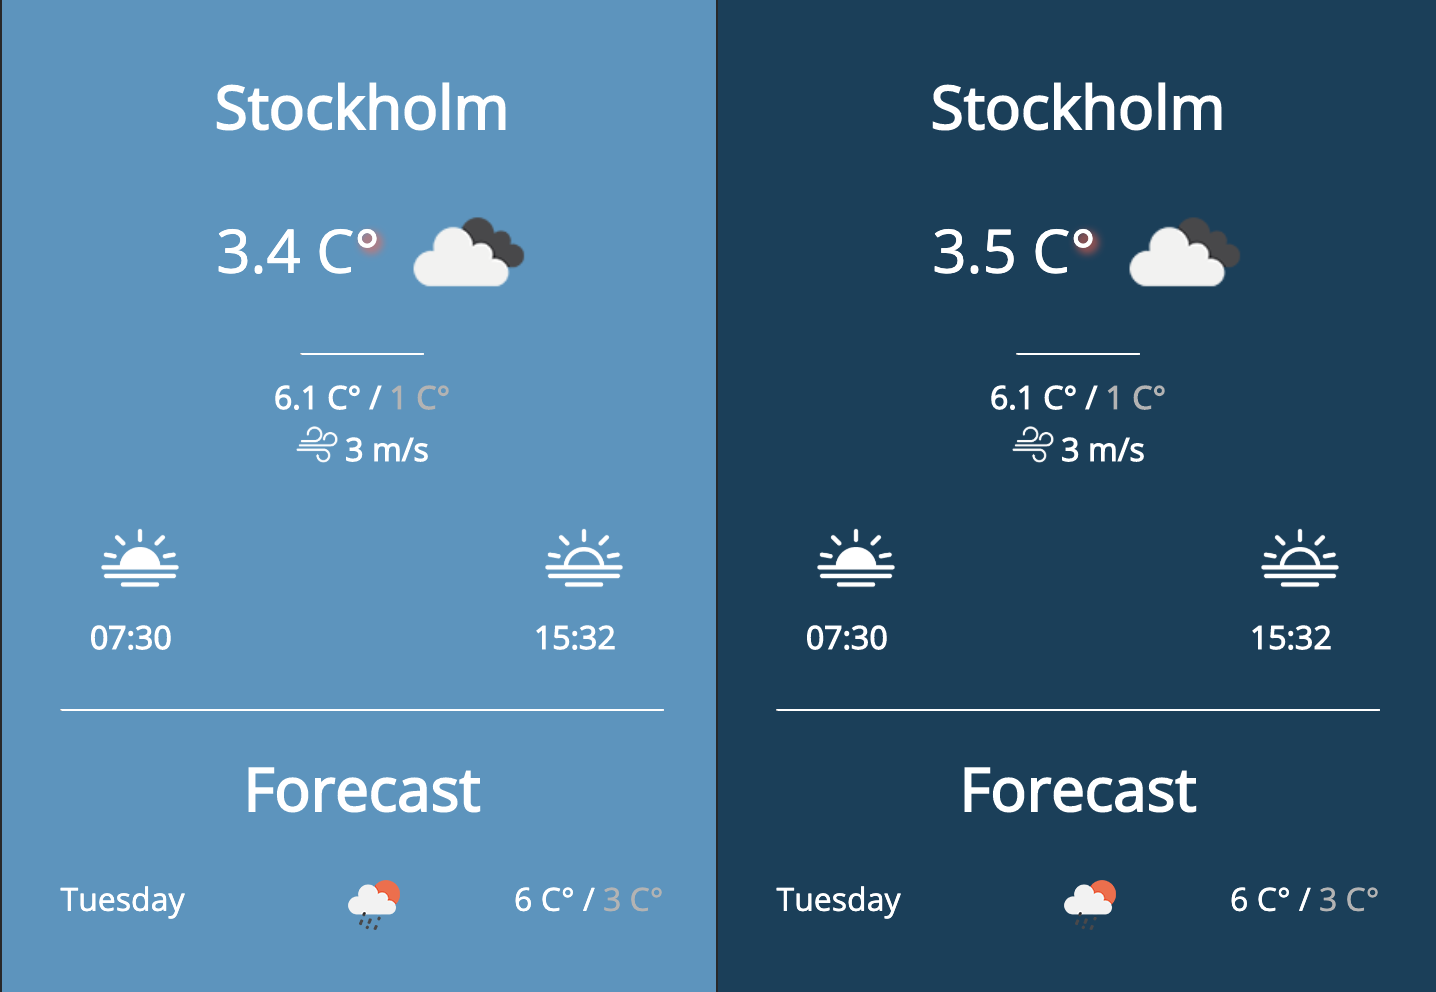 Stockholm
3.4 C°
6.1 C° / 1 C°
3 m/s
07:30 15:32
Forecast
Tuesday 6 C° / 3 C°
Stockholm
3.5 C°
6.1 C° / 1 C°
3 m/s
07:30 15:32
Forecast
Tuesday 6 C° / 3 C°